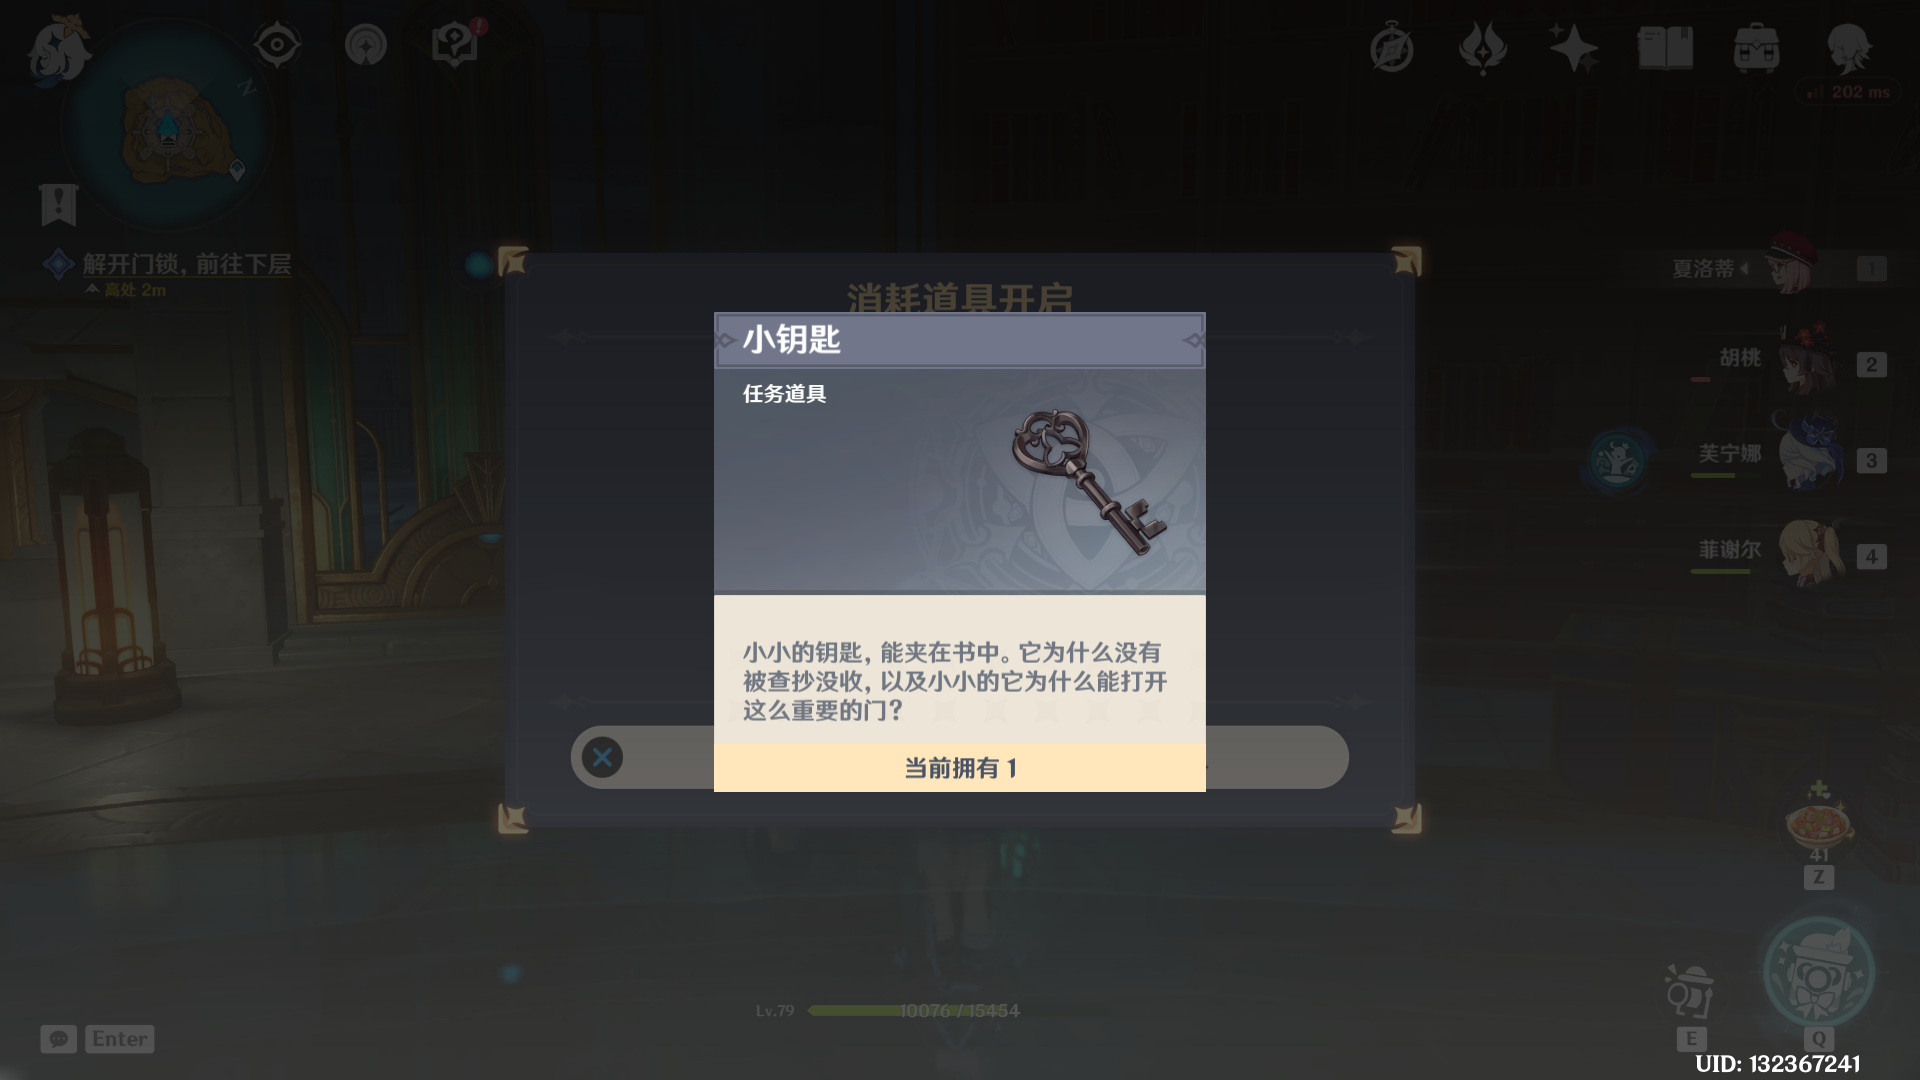 N
202 ms
解开门锁，前往下层
高处 2m
夏洛蒂
1
胡桃
2
芙宁娜
3
菲谢尔
4
消耗道具开启
小钥匙
任务道具
小小的钥匙，能夹在书中。它为什么没有
被查抄没收，以及小小的它为什么能打开
这么重要的门？
当前拥有 1
41
Z
Lv.79
10076 / 15454
Enter
E
Q
UID: 132367241